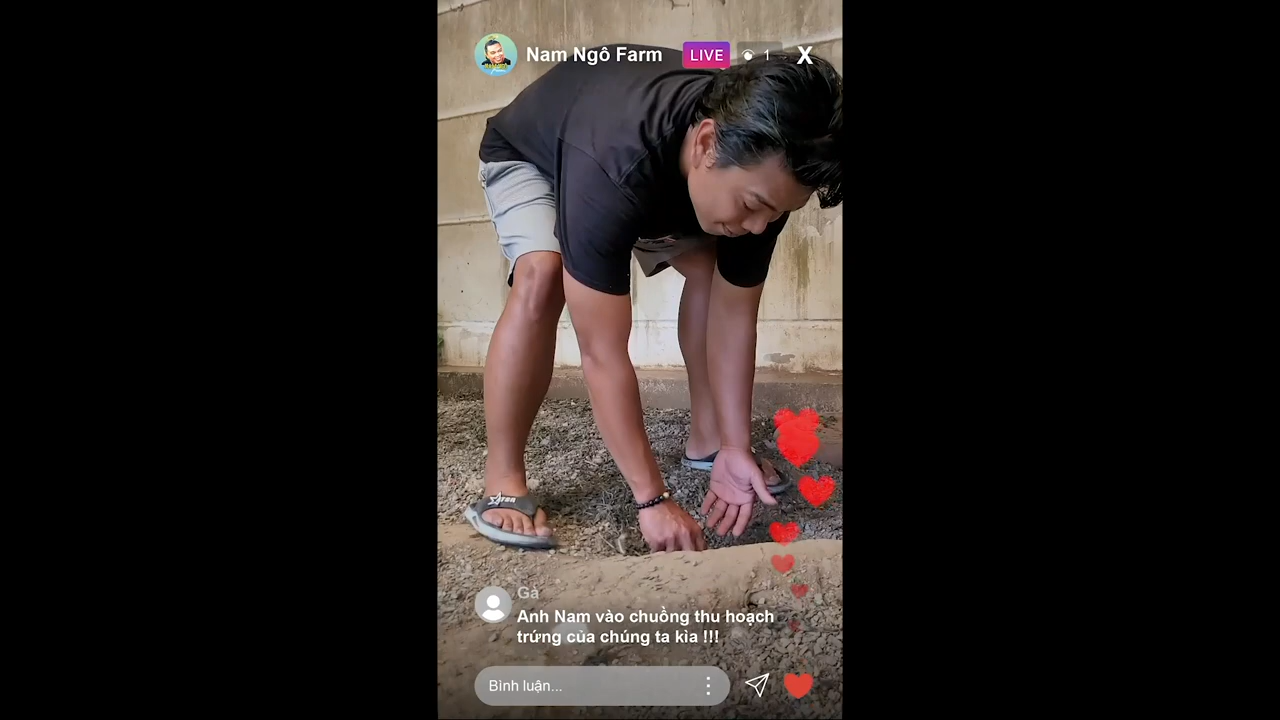 Nam Ngô Farm LIVE 1 X
Gà
Anh Nam vào chuồng thu hoạch
trứng của chúng ta kìa !!!
Bình luận...